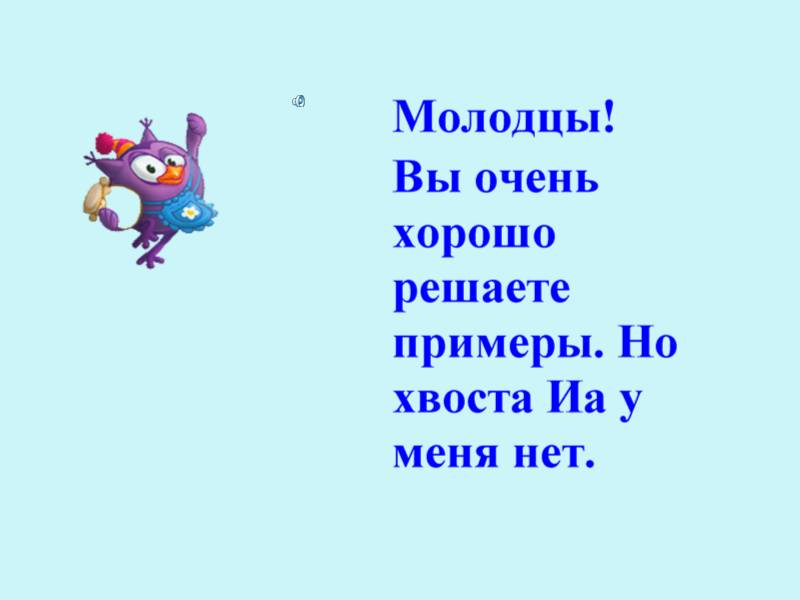 Молодцы!
Вы очень
хорошо
решаете
примеры. Но
хвоста Иа у
меня нет.